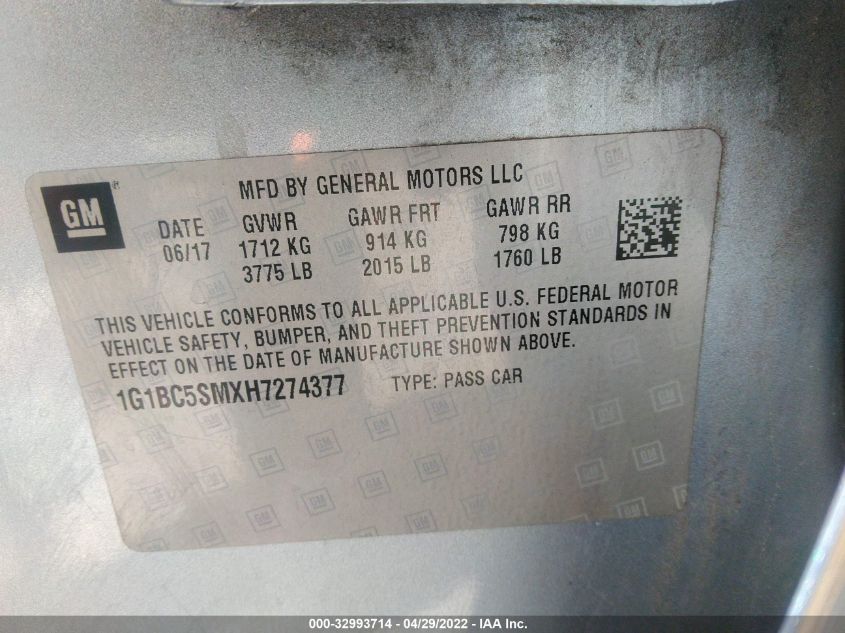 GM
MFD BY GENERAL MOTORS LLC
DATE GVWR GAWR FRT GAWR RR
06/17 1712 KG 914 KG 798 KG
3775 LB 2015 LB 1760 LB
THIS VEHICLE CONFORMS TO ALL APPLICABLE U.S. FEDERAL MOTOR
VEHICLE SAFETY, BUMPER, AND THEFT PREVENTION STANDARDS IN
EFFECT ON THE DATE OF MANUFACTURE SHOWN ABOVE.
1G1BC5SMXH7274377 TYPE: PASS CAR
000-32993714 - 04/29/2022 - IAA Inc.